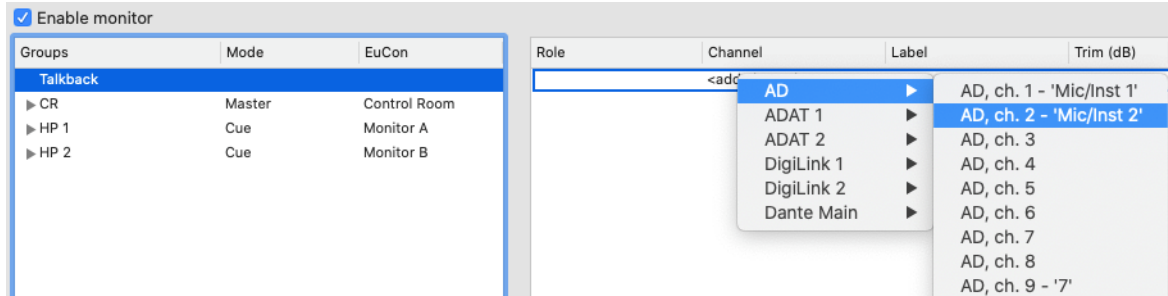 Enable monitor
Groups Mode EuCon
Talkback
CR Master Control Room
HP 1 Cue Monitor A
HP 2 Cue Monitor B
Role Channel Label Trim (dB)
<add
AD
ADAT 1
ADAT 2
DigiLink 1
DigiLink 2
Dante Main
AD, ch. 1 - 'Mic/Inst 1'
AD, ch. 2 - 'Mic/Inst 2'
AD, ch. 3
AD, ch. 4
AD, ch. 5
AD, ch. 6
AD, ch. 7
AD, ch. 8
AD, ch. 9 - '7'